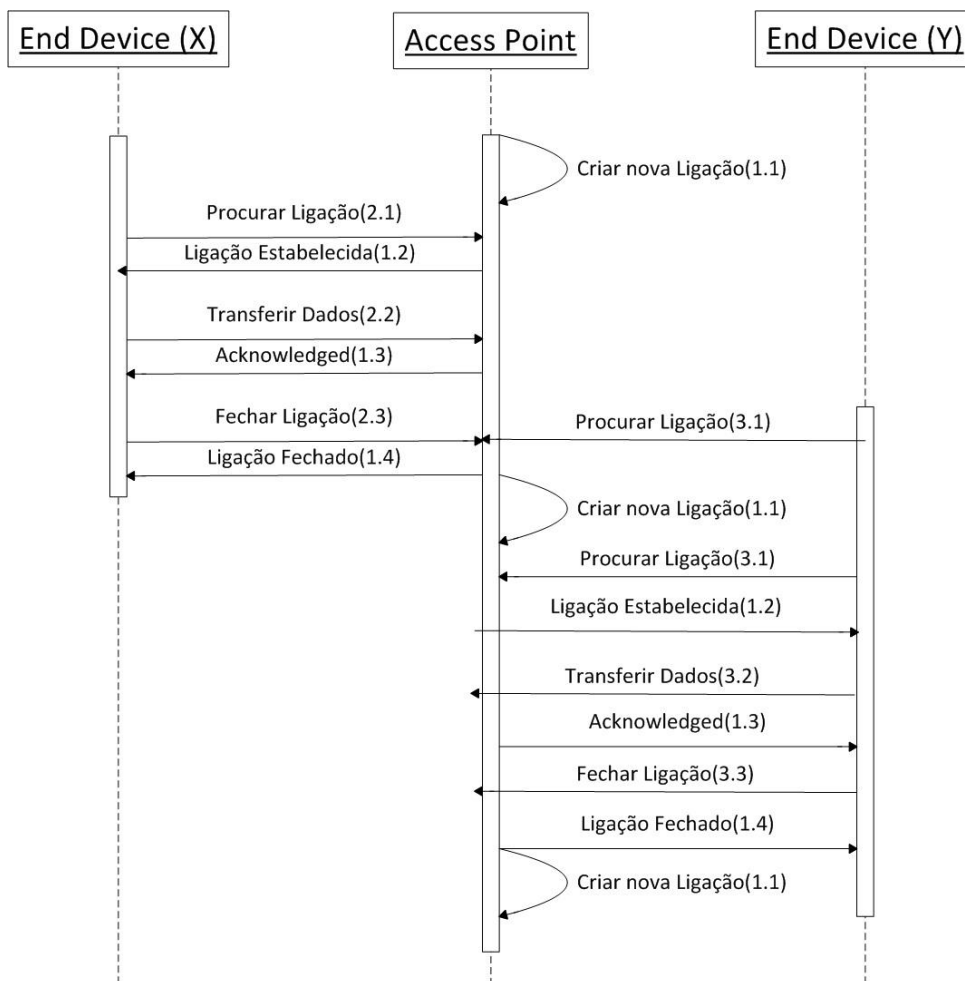 End Device (X)
Access Point
End Device (Y)
Criar nova Ligação(1.1)
Procurar Ligação(2.1)
Ligação Estabelecida(1.2)
Transferir Dados(2.2)
Acknowledged(1.3)
Fechar Ligação(2.3)
Procurar Ligação(3.1)
Ligação Fechado(1.4)
Criar nova Ligação(1.1)
Procurar Ligação(3.1)
Ligação Estabelecida(1.2)
Transferir Dados(3.2)
Acknowledged(1.3)
Fechar Ligação(3.3)
Ligação Fechado(1.4)
Criar nova Ligação(1.1)